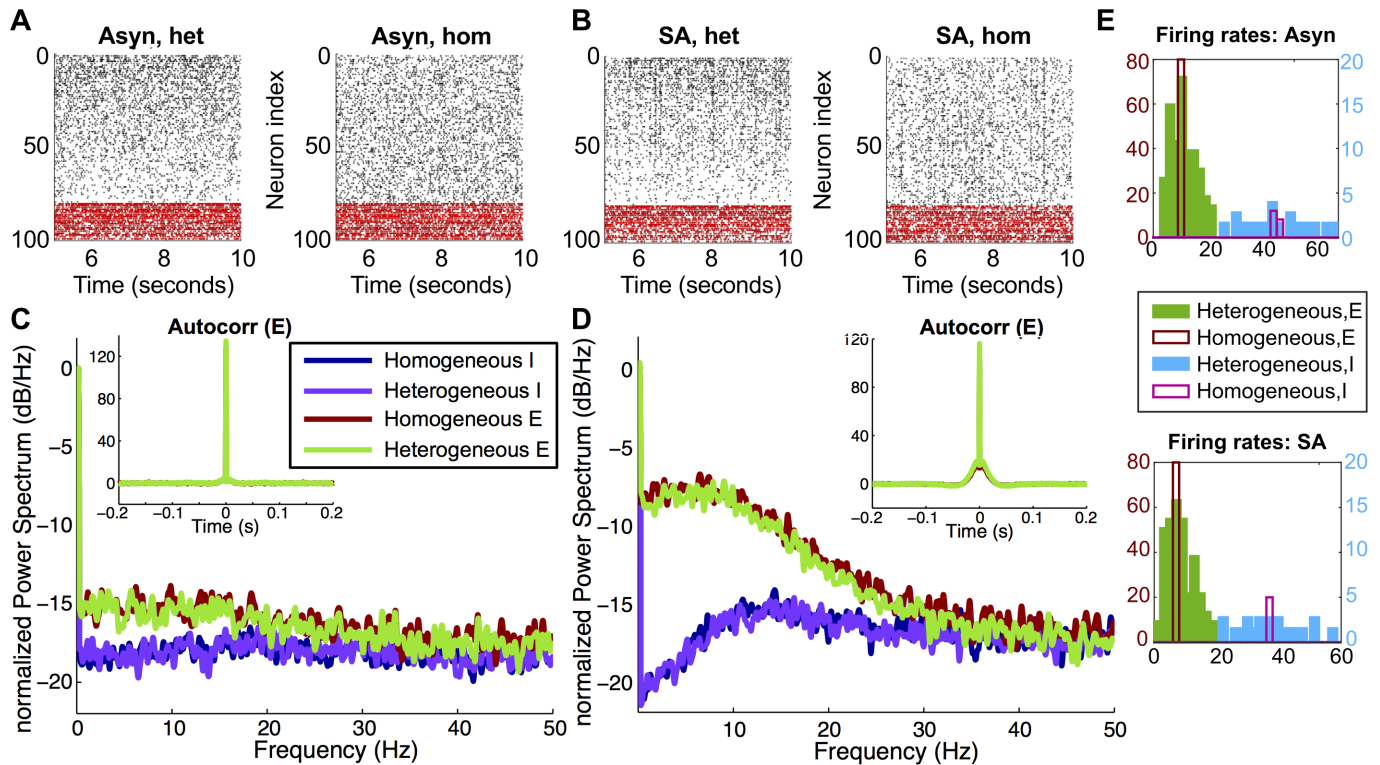 A
Asyn, het
0
50
100
6
8
10
Time (seconds)
Asyn, hom
Neuron index
0
50
100
6
8
10
Time (seconds)
B
SA, het
0
50
100
6
8
10
Time (seconds)
SA, hom
Neuron index
0
50
100
6
8
10
Time (seconds)
C
normalized Power Spectrum (dB/Hz)
0
−5
−10
−15
−20
0
10
20
30
40
50
Frequency (Hz)
Autocorr (E)
120
80
40
0
−0.2
−0.1
0
0.1
0.2
Time (s)
Homogeneous I
Heterogeneous I
Homogeneous E
Heterogeneous E
D
normalized Power Spectrum (dB/Hz)
0
−5
−10
−15
−20
10
20
30
40
50
Frequency (Hz)
Autocorr (E)
120
80
40
0
−0.2
−0.1
0
0.1
0.2
Time (s)
E
Firing rates: Asyn
80
60
40
20
0
20
15
10
5
0
0
20
40
60
Heterogeneous,E
Homogeneous,E
Heterogeneous,I
Homogeneous,I
Firing rates: SA
80
60
40
20
0
20
15
10
5
0
0
20
40
60